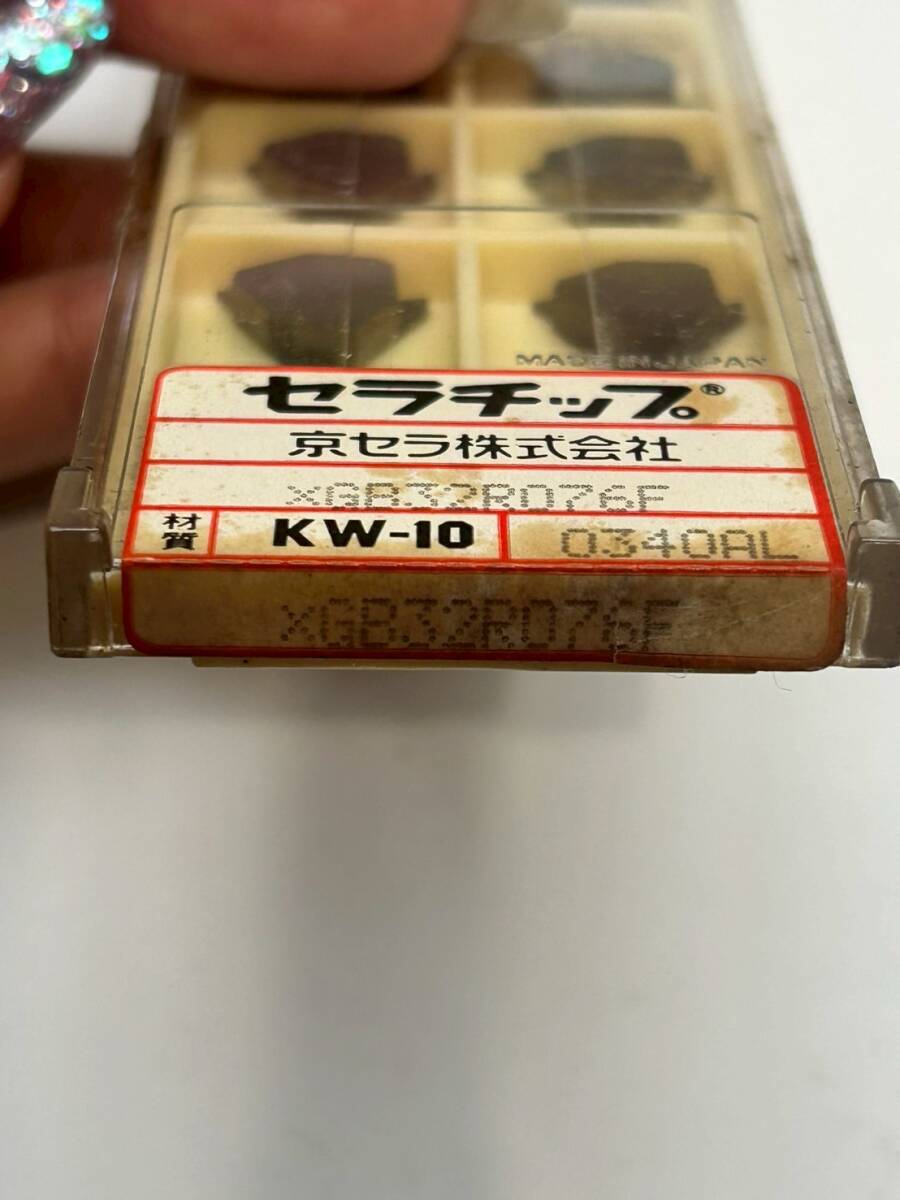 MADE IN JAPAN
セラチップ®
京セラ株式会社
XGB32R076F
材質 KW-10 0340AL
XGB32R076F